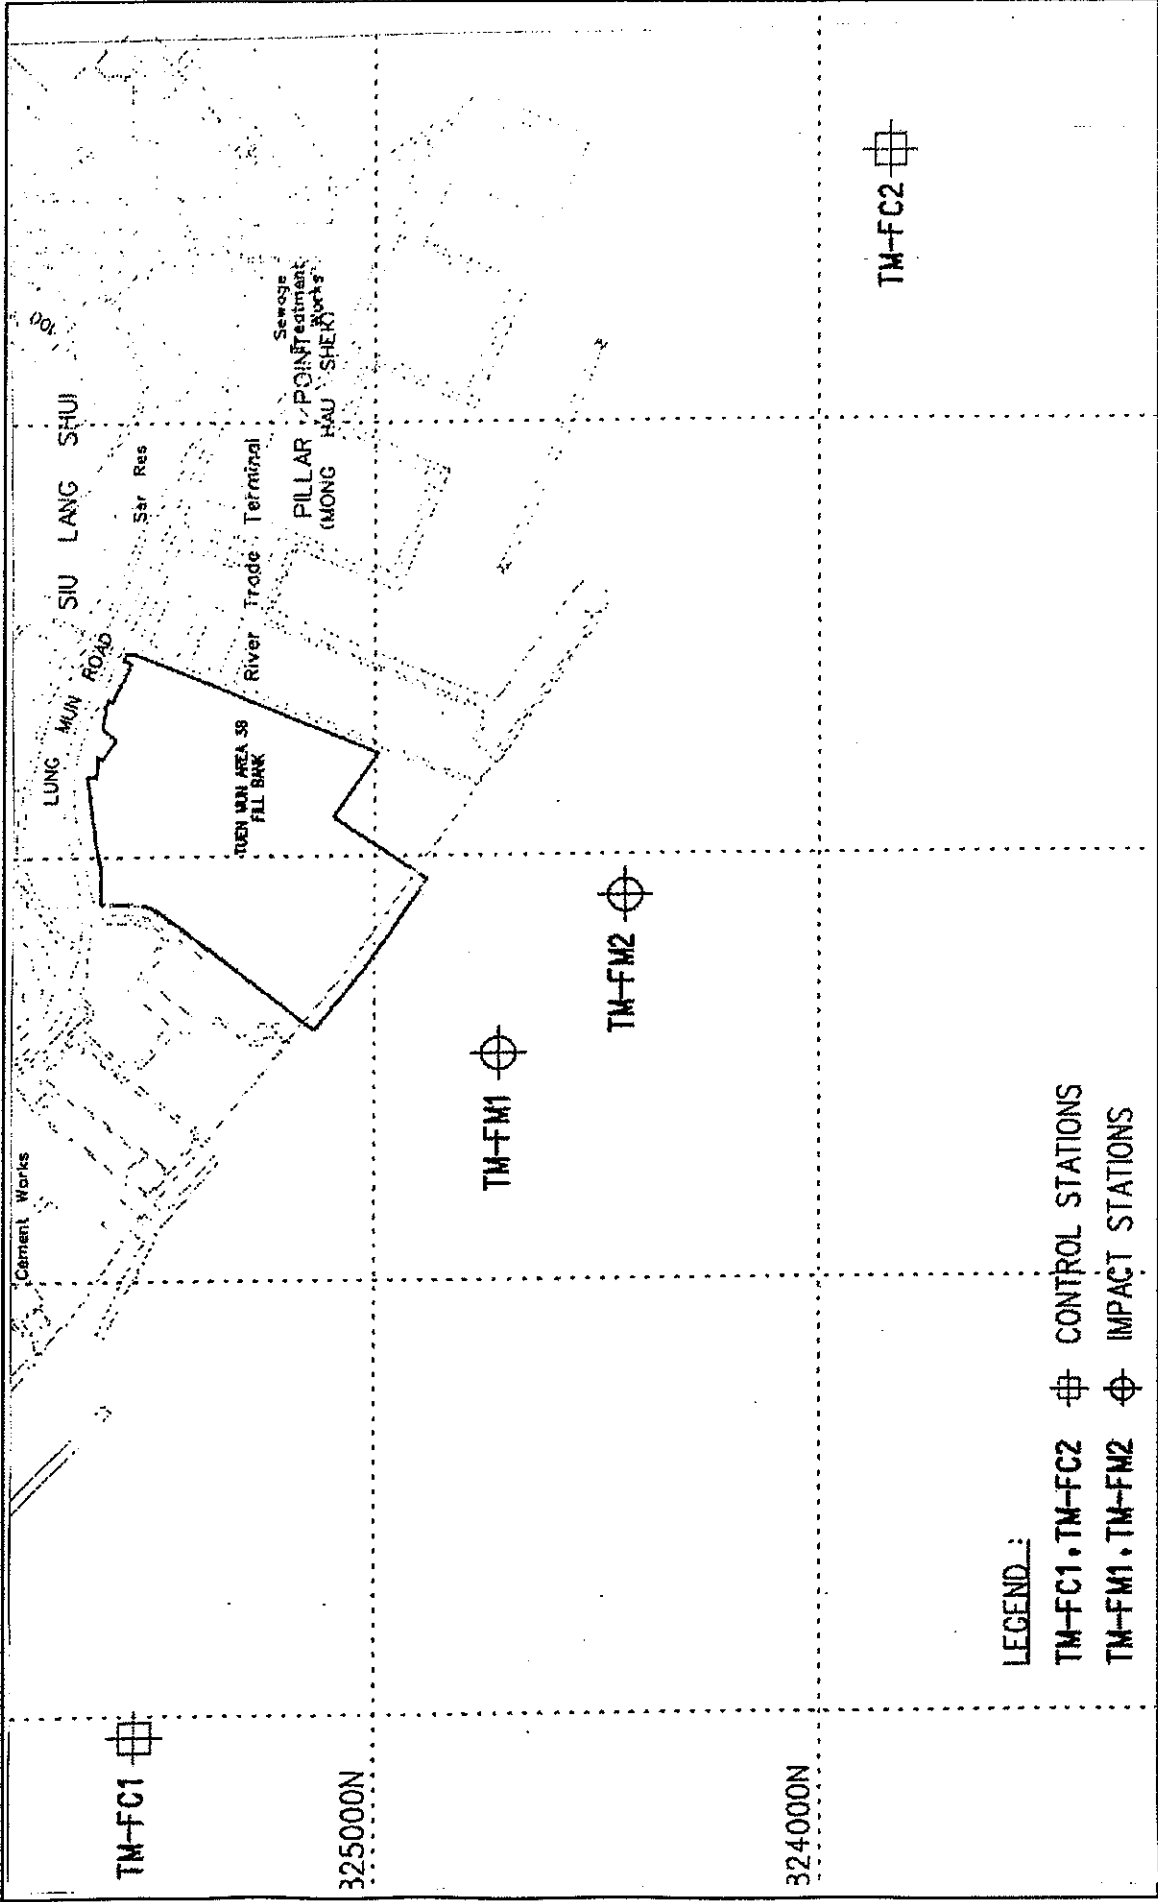 SIU LANG SHUI
100
LUNG MUN ROAD
Ser Res
Cement Works
TUEN MUN AREA 38
FILL BANK
River Trade Terminal
Sewage
Treatment
Works
PILLAR POINT
(MONG HAU SHEK)
TM-FC1
TM-FM1
TM-FM2
TM-FC2
325000N
324000N
LEGEND :
TM-FC1,TM-FC2 CONTROL STATIONS
TM-FM1,TM-FM2 IMPACT STATIONS